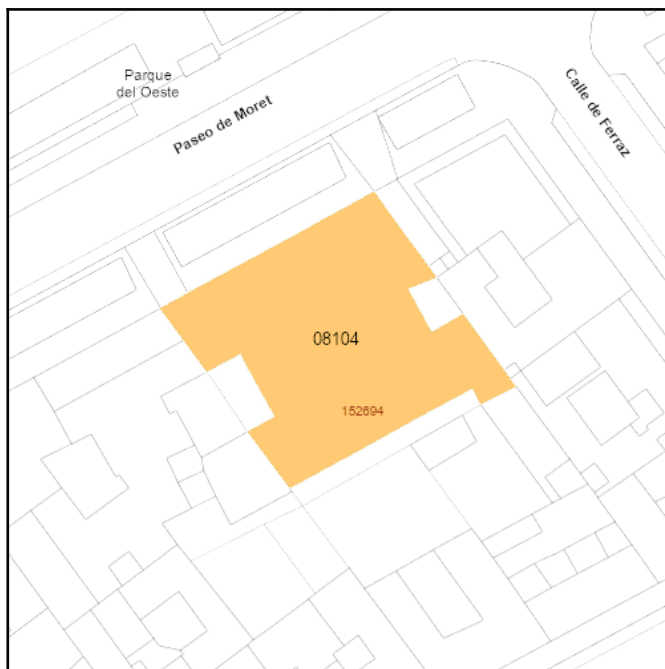 Parque
del Oeste
Paseo de Moret
Calle de Ferraz
08104
152694